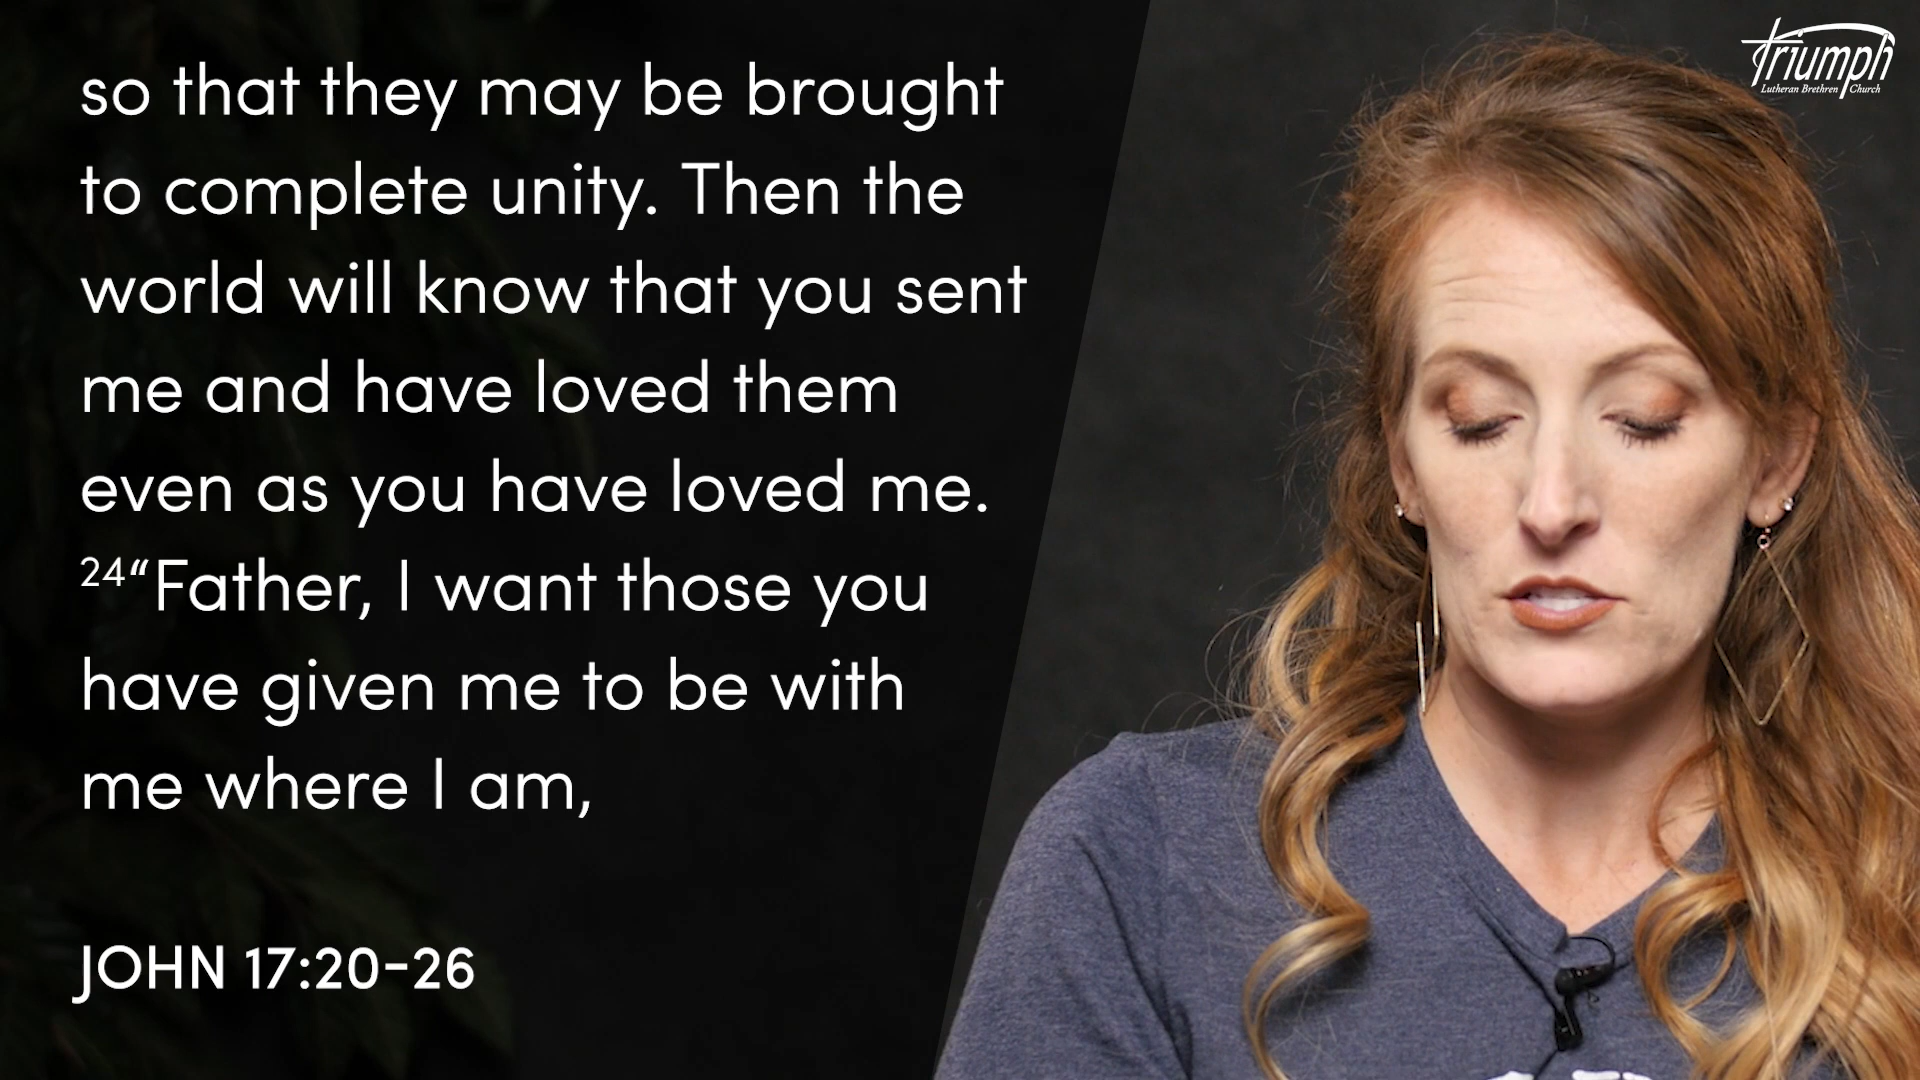 so that they may be brought
to complete unity. Then the
world will know that you sent
me and have loved them
even as you have loved me.
24“Father, I want those you
have given me to be with
me where I am,
JOHN 17:20-26
triumph
Lutheran Brethren Church